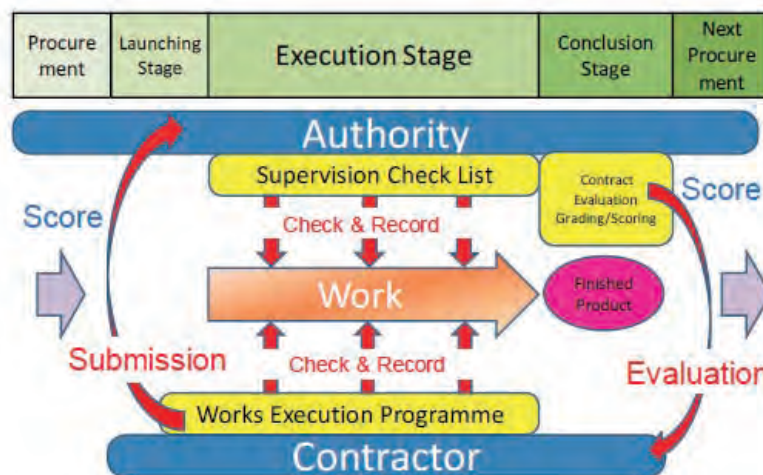 Procure
ment
Launching
Stage
Execution Stage
Conclusion
Stage
Next
Procure
ment
Authority
Supervision Check List
Contract
Evaluation
Grading/Scoring
Score
Score
Check & Record
Work
Finished
Product
Submission
Check & Record
Evaluation
Works Execution Programme
Contractor